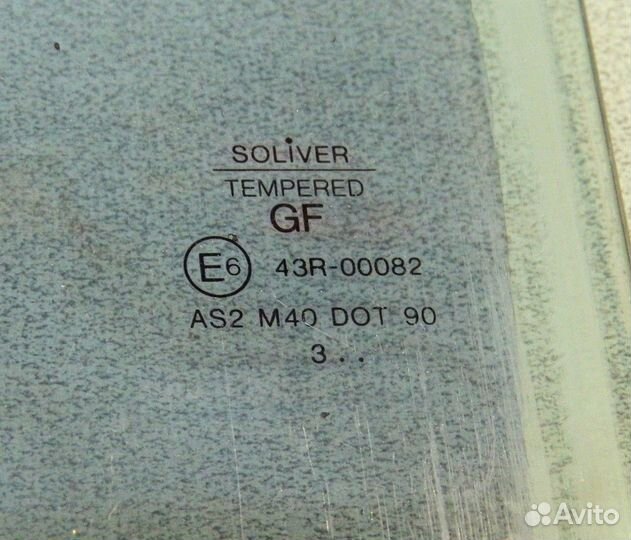 SOLiVER
TEMPERED
GF
E6 43R-00082
AS2 M40 DOT 90
3..
Avito